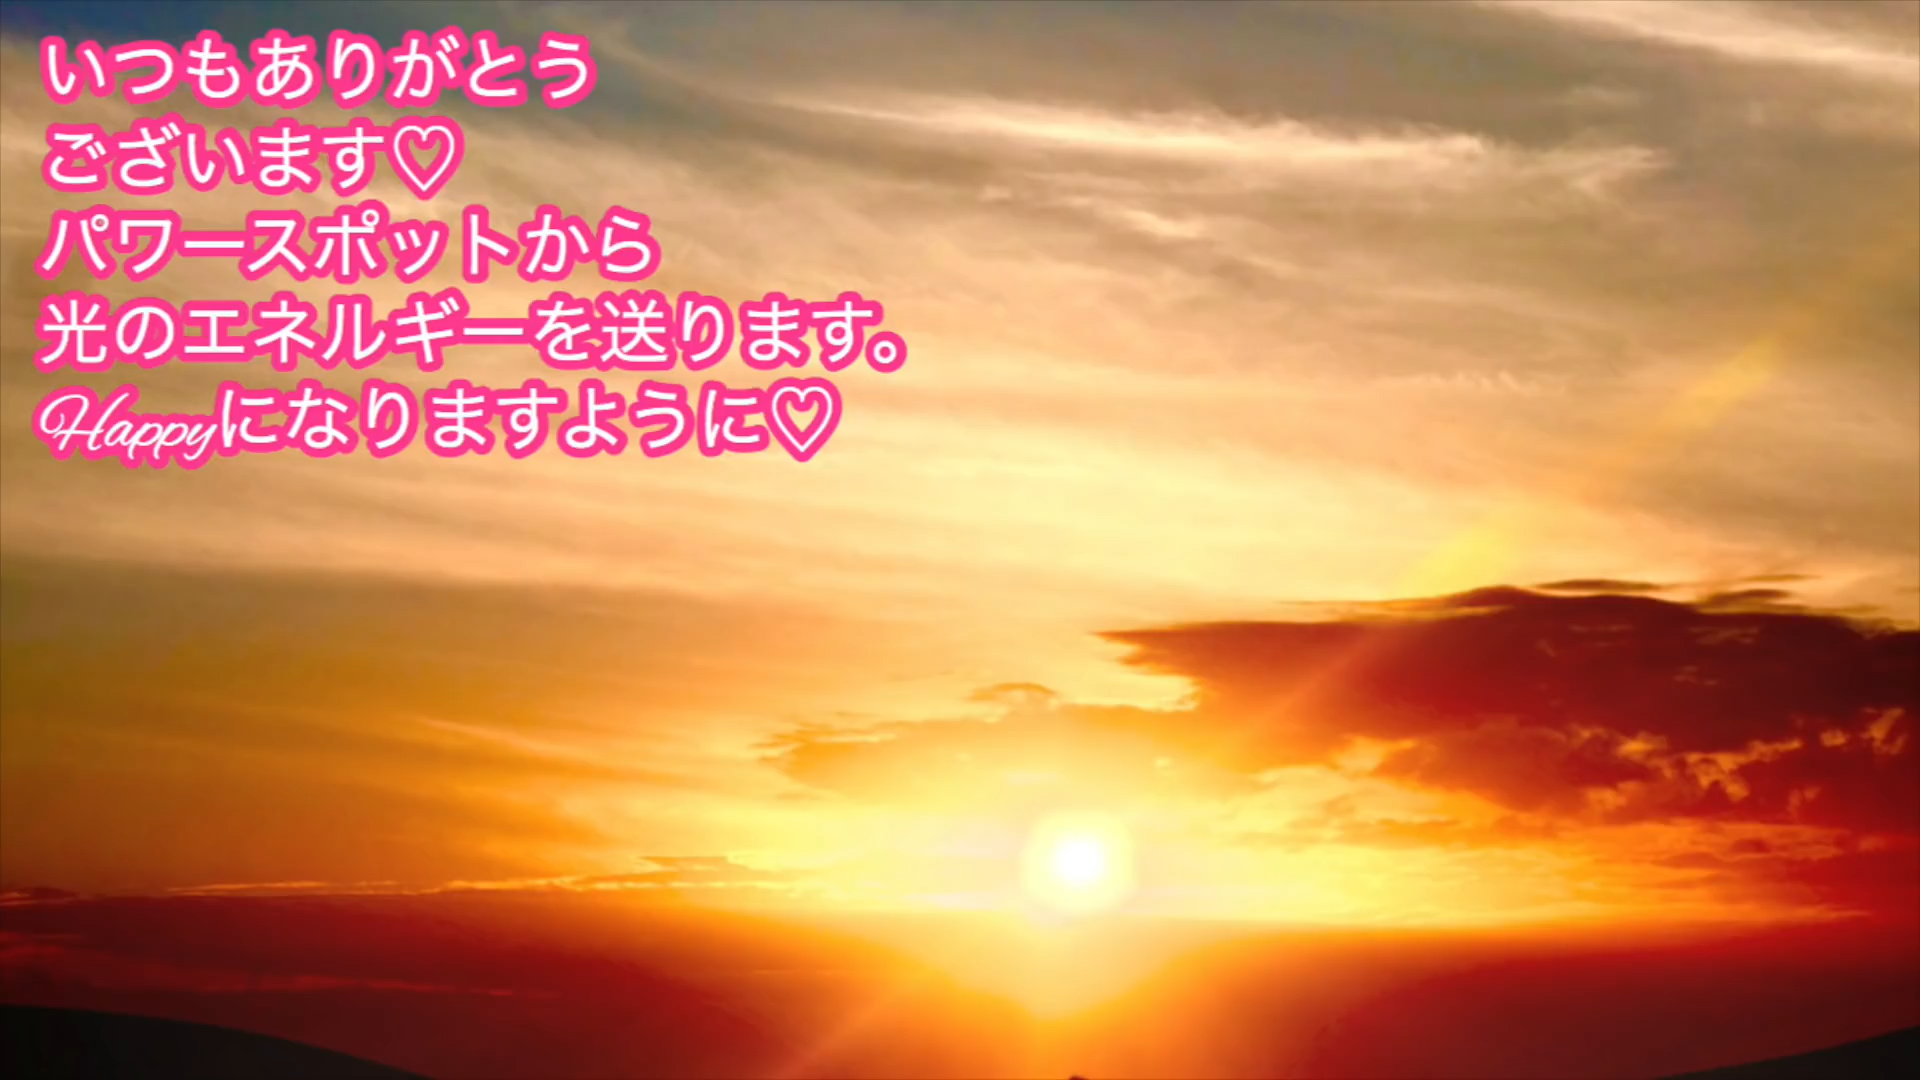 いつもありがとう
ございます♡
パワースポットから
光のエネルギーを送ります。
Happyになりますように♡